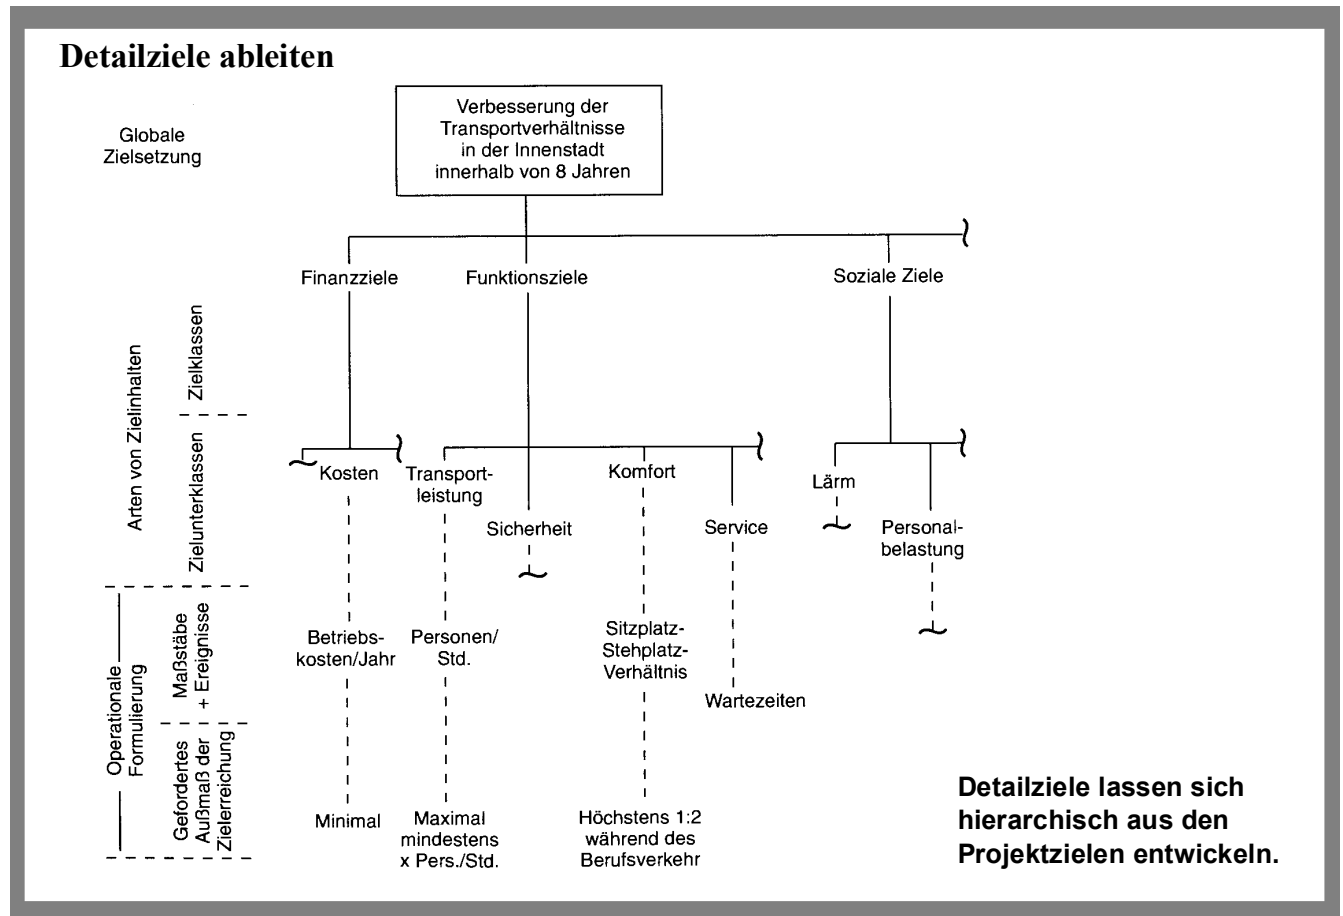 Detailziele ableiten
Globale
Zielsetzung
Verbesserung der
Transportverhältnisse
in der Innenstadt
innerhalb von 8 Jahren
Finanzziele
Funktionsziele
Soziale Ziele
Arten von Zielinhalten
Zielklassen
Zielunterklassen
Kosten
Transport-
leistung
Sicherheit
Komfort
Service
Lärm
Personal-
belastung
Operationale
Formulierung
Maßstäbe
+ Ereignisse
Betriebs-
kosten/Jahr
Personen/
Std.
Sitzplatz-
Stehplatz-
Verhältnis
Wartezeiten
Gefordertes
Außmaß der
Zielerreichung
Minimal
Maximal
mindestens
x Pers./Std.
Höchstens 1:2
während des
Berufsverkehr
Detailziele lassen sich
hierarchisch aus den
Projektzielen entwickeln.